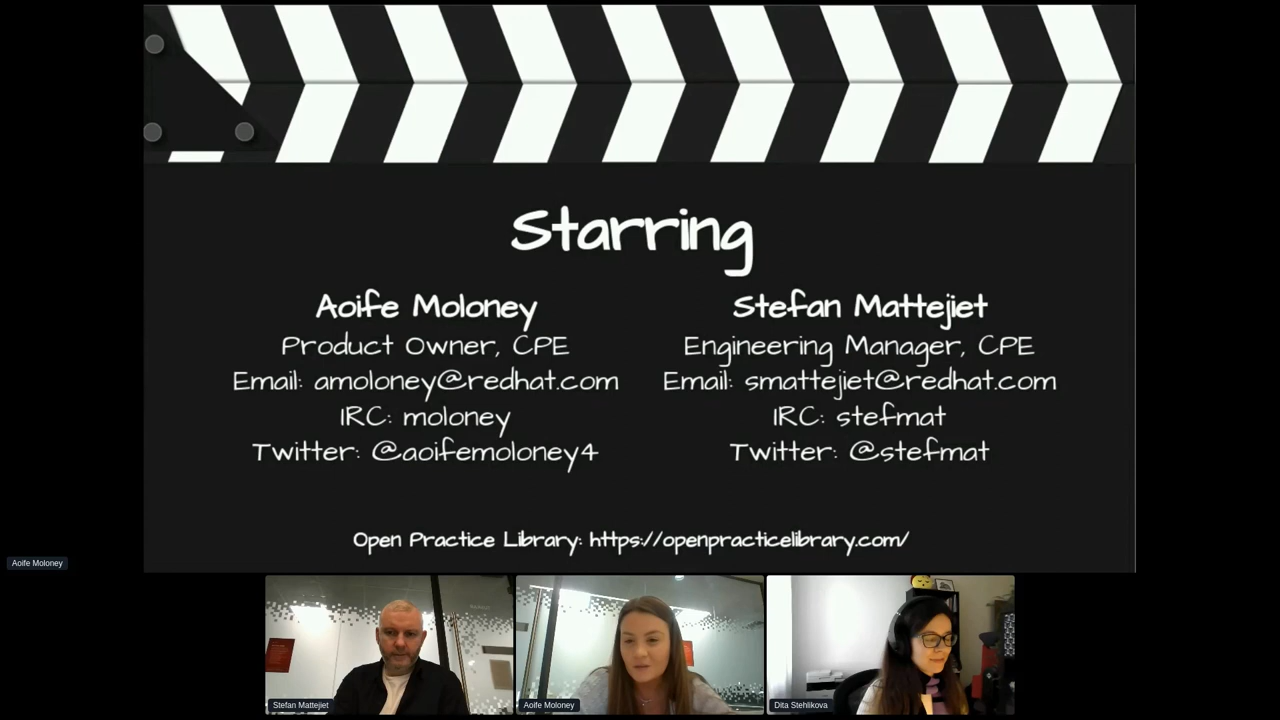 Starring
Aoife Moloney
Product Owner, CPE
Email: amoloney@redhat.com
IRC: moloney
Twitter: @aoifemoloney4
Stefan Mattejiet
Engineering Manager, CPE
Email: smattejiet@redhat.com
IRC: stefmat
Twitter: @stefmat
Open Practice Library: https://openpracticelibrary.com/
Aoife Moloney
Stefan Mattejiet
Aoife Moloney
Dita Stehlikova